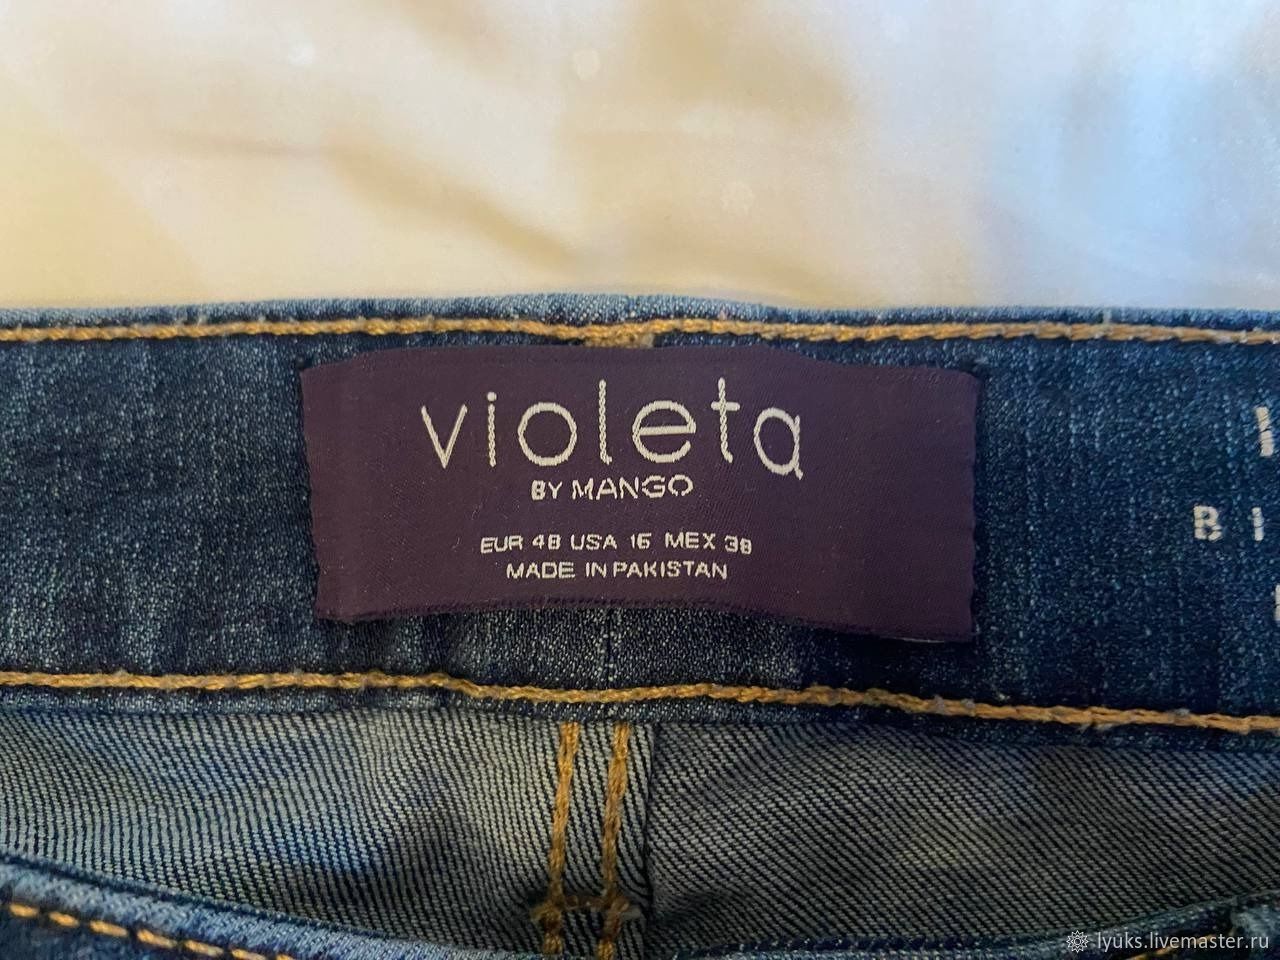 violeta
BY MANGO
EUR 48 USA 16 MEX 38
MADE IN PAKISTAN
lyuks.livemaster.ru